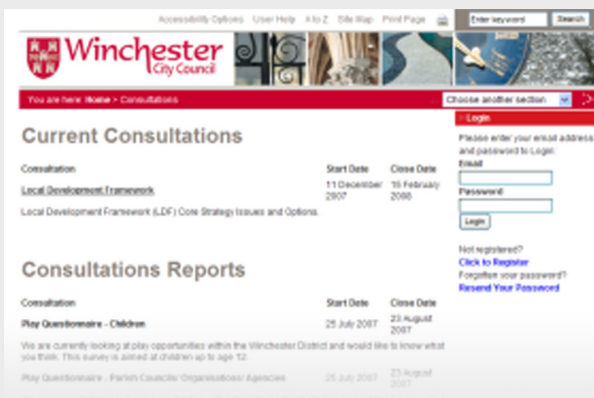 Accessibility Options User Help A to Z Site Map Print Page
Enter keyword Search
Winchester
City Council
You are here: Home > Consultations
Choose another section
Current Consultations
Consultation Start Date Close Date
Local Development Framework 11 December 2007 15 February 2008
Local Development Framework (LDF) Core Strategy Issues and Options.
Consultations Reports
Consultation Start Date Close Date
Play Questionnaire - Children 25 July 2007 23 August 2007
We are currently looking at play opportunities within the Winchester District and would like to know what
you think. This survey is aimed at children up to age 12.
Play Questionnaire - Parish Councils/ Organisations/ Agencies 25 July 2007 23 August 2007
- Login
Please enter your email address
and password to Login:
Email
Password
Login
Not registered?
Click to Register
Forgotten your password?
Resend Your Password